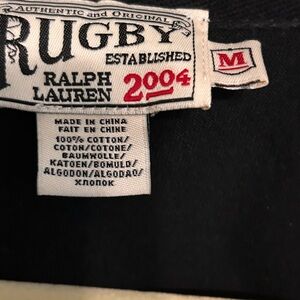 AUTHENTIC and ORIGINAL
RUGBY
ESTABLISHED
RALPH
LAUREN
2004
M
MADE IN CHINA
FAIT EN CHINE
100% COTTON/
COTON/COTONE/
BAUMWOLLE/
KATOEN/BOMULD/
ALGODON/ALGODAO/
ХЛОПОК